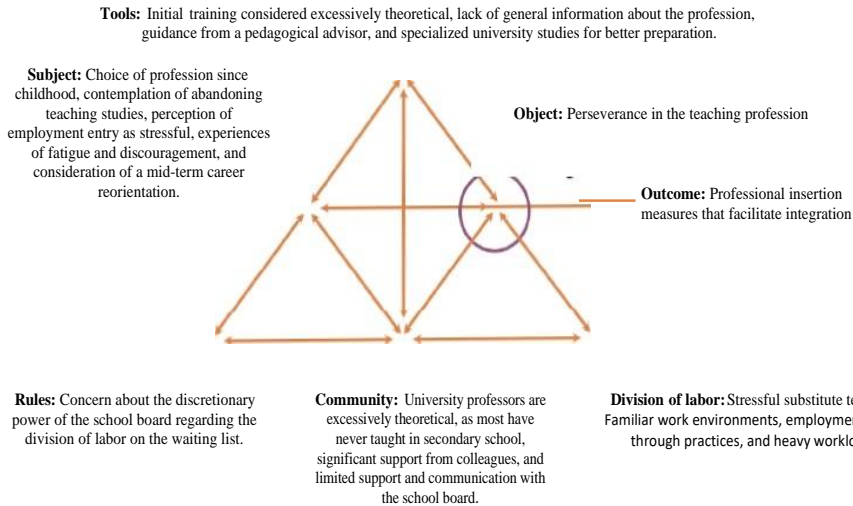 Tools: Initial training considered excessively theoretical, lack of general information about the profession,
guidance from a pedagogical advisor, and specialized university studies for better preparation.
Subject: Choice of profession since
childhood, contemplation of abandoning
teaching studies, perception of
employment entry as stressful, experiences
of fatigue and discouragement, and
consideration of a mid-term career
reorientation.
Object: Perseverance in the teaching profession
Outcome: Professional insertion
measures that facilitate integration
Rules: Concern about the discretionary
power of the school board regarding the
division of labor on the waiting list.
Community: University professors are
excessively theoretical, as most have
never taught in secondary school,
significant support from colleagues, and
limited support and communication with
the school board.
Division of labor: Stressful substitute
Familiar work environments,
through practices, and heavy